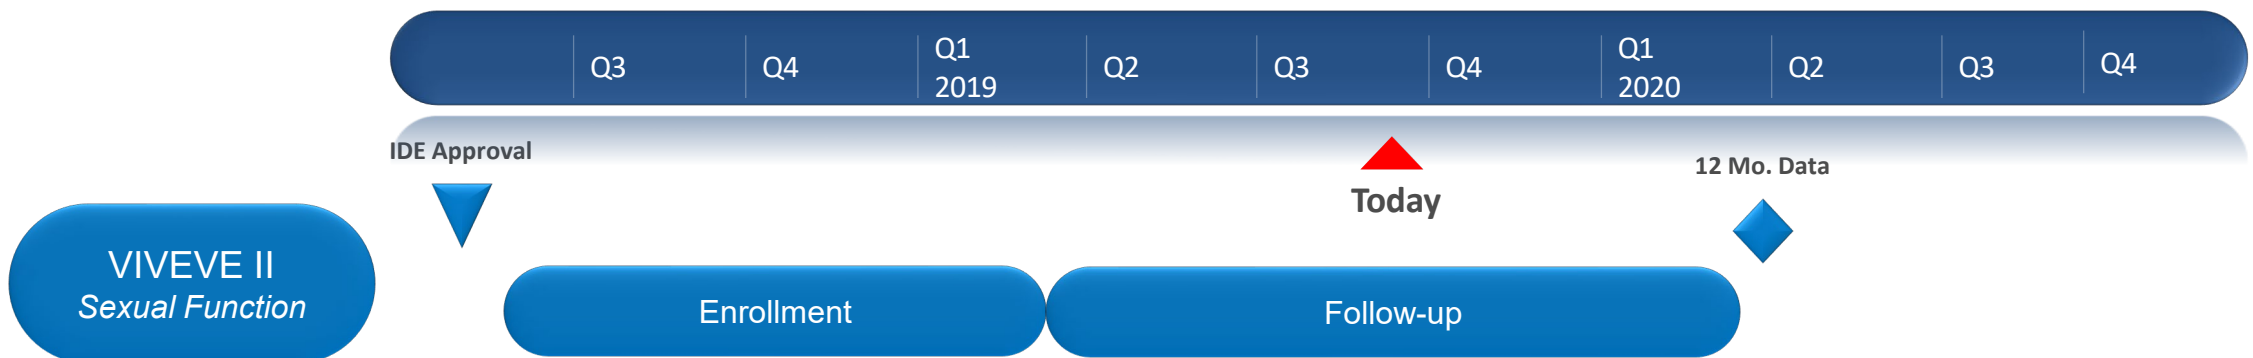 Q3
Q4
Q1
2019
Q2
Q3
Q4
Q1
2020
Q2
Q3
Q4
IDE Approval
Today
12 Mo. Data
VIVEVE II
Sexual Function
Enrollment
Follow-up